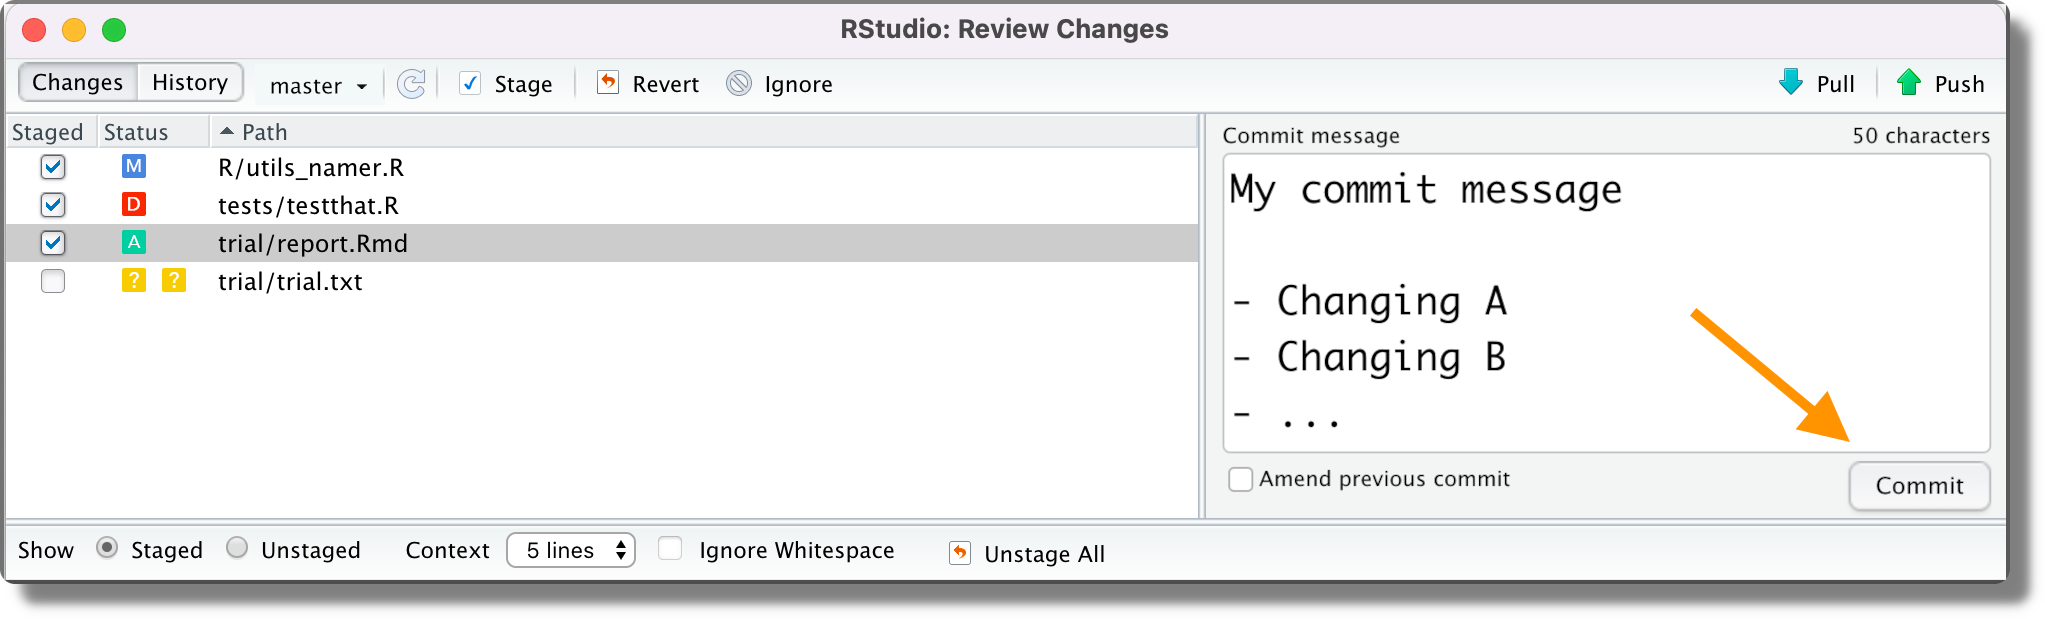 RStudio: Review Changes
Changes History master Stage Revert Ignore Pull Push
Staged Status Path
M R/utils_namer.R
D tests/testthat.R
A trial/report.Rmd
? ? trial/trial.txt
Commit message 50 characters
My commit message
- Changing A
- Changing B
- ...
Amend previous commit Commit
Show Staged Unstaged Context 5 lines Ignore Whitespace Unstage All